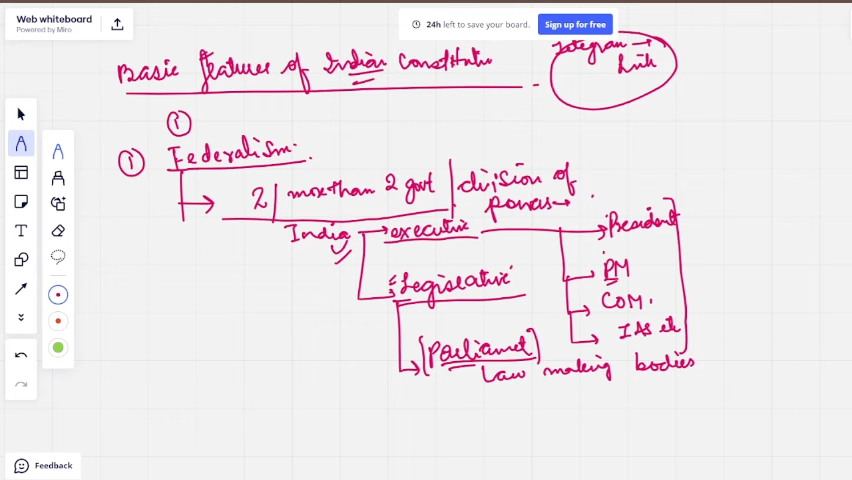 Web whiteboard
Powered by Miro
24h left to save your board.
Sign up for free
Basic features of Indian Constitutio
Link
①
① Federalism.
2 | more than 2 govt | division of
powers →
India → executive → President
PM
COM.
IAS etc
Legislative
(Parliament)
Law making bodies
Feedback